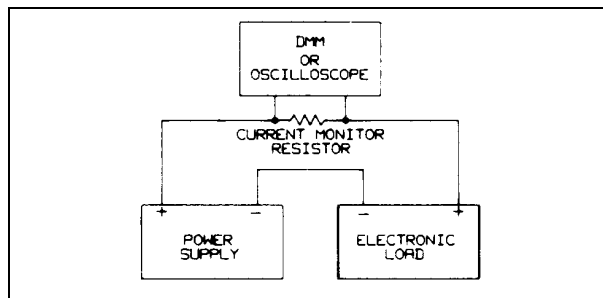 DMM
OR
OSCILLOSCOPE
CURRENT MONITOR
RESISTOR
+ − − +
POWER
SUPPLY
ELECTRONIC
LOAD